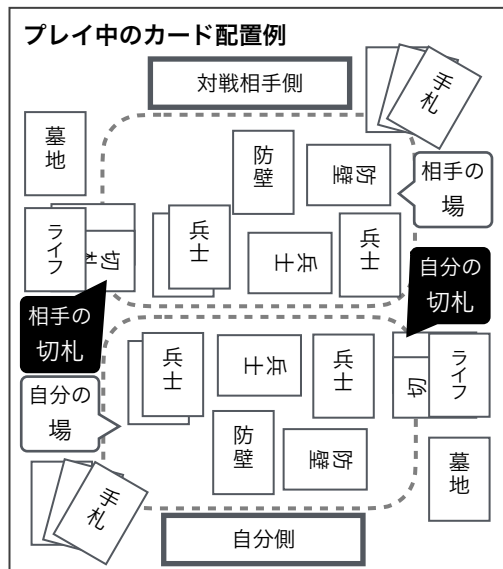 プレイ中のカード配置例
対戦相手側
手札
墓地
防壁
防壁
相手の
場
ライフ
切札
兵士
兵士
兵士
自分の
切札
相手の
切札
自分の
場
兵士
兵士
兵士
切
ライフ
防壁
防壁
墓地
手札
自分側